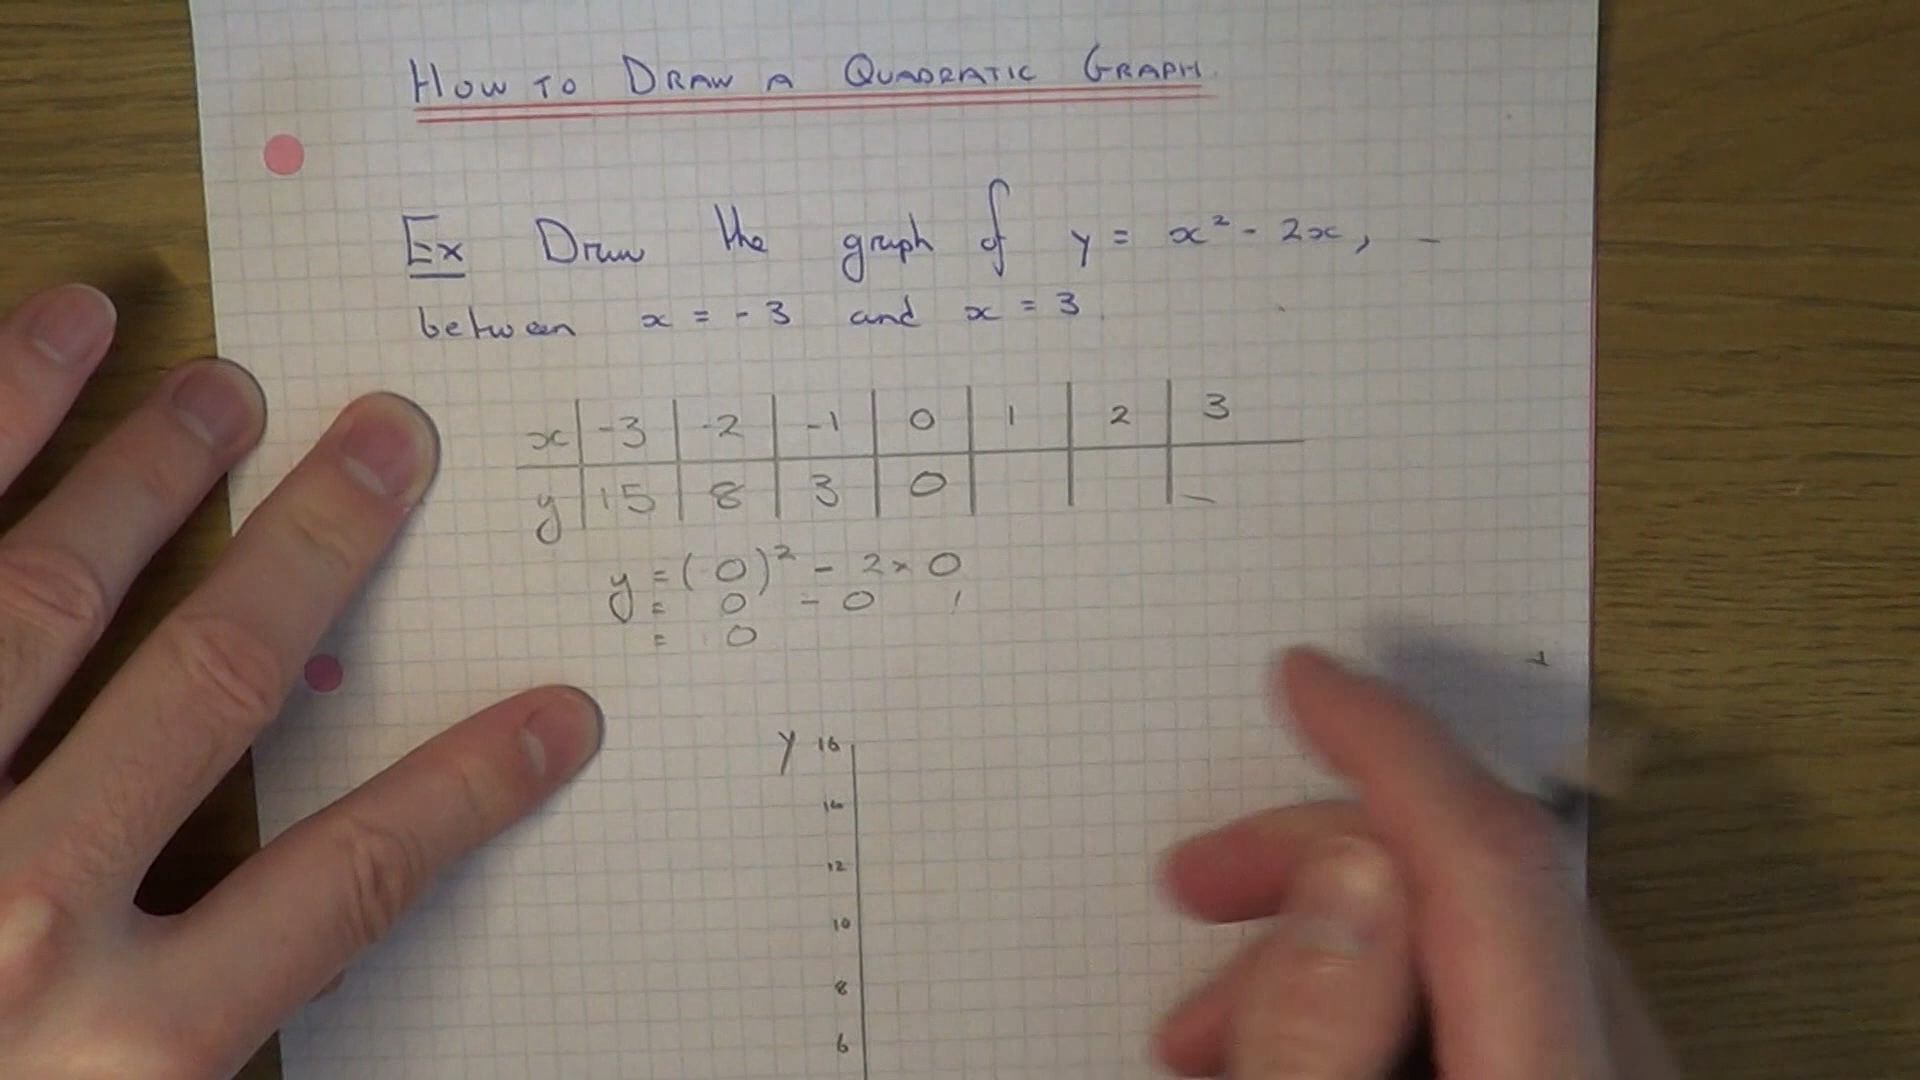 HOW TO DRAW A QUADRATIC GRAPH.
Ex Draw the graph of y = x² - 2x, -
between x = -3 and x = 3.
x -3 -2 -1 0 1 2 3
y 15 8 3 0
y = (0)² - 2 × 0
= 0 - 0
= 0
y 16
14
12
10
8
6